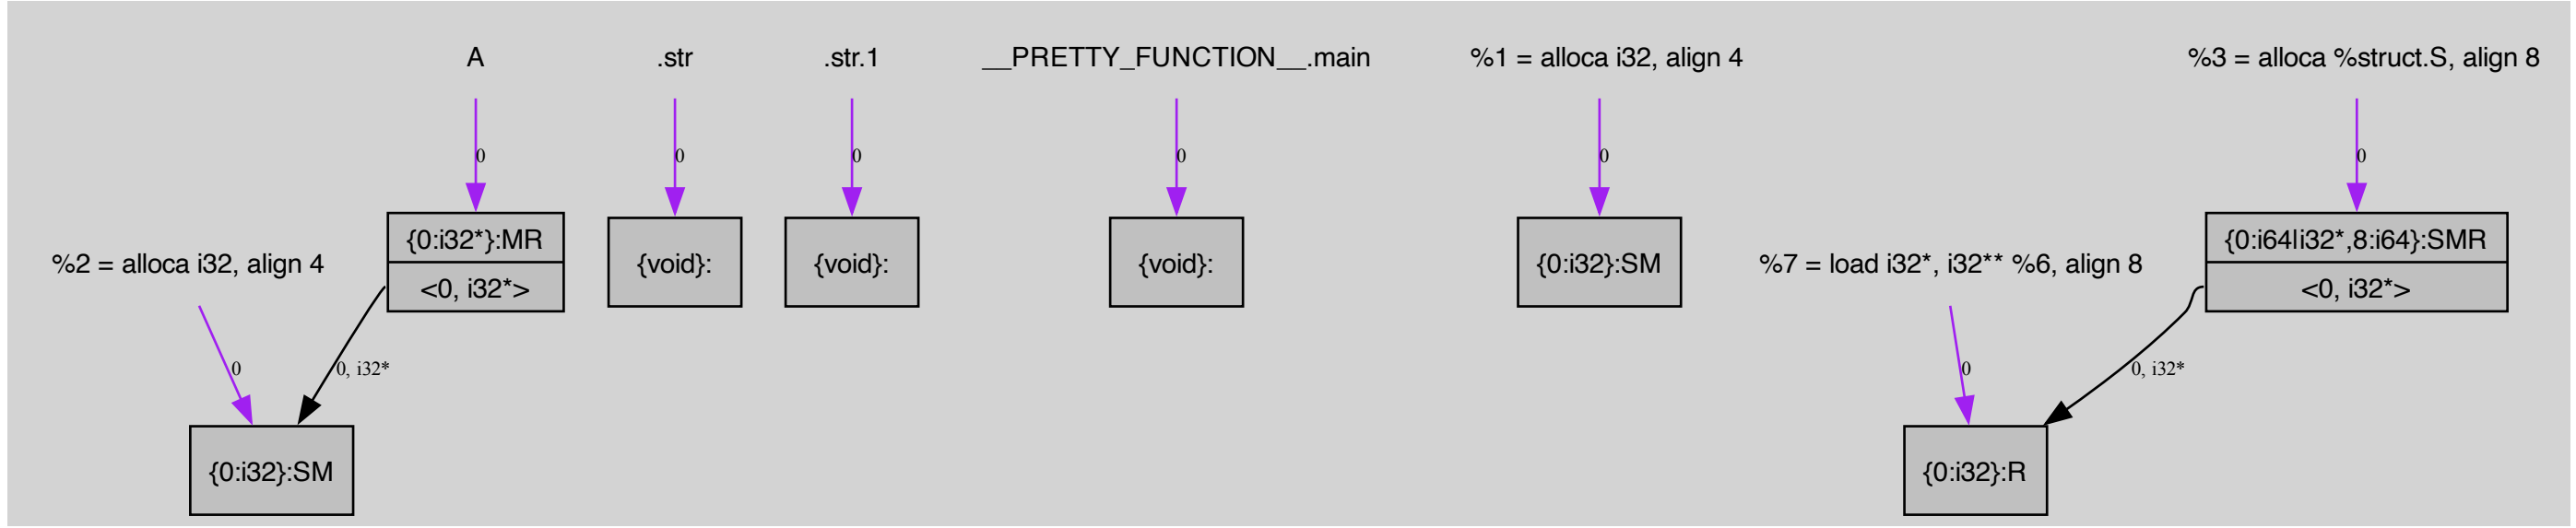 A
.str
.str.1
__PRETTY_FUNCTION__.main
%1 = alloca i32, align 4
%3 = alloca %struct.S, align 8
0
0
0
0
0
0
%2 = alloca i32, align 4
{0:i32*}:MR
<0, i32*>
{void}:
{void}:
{void}:
{0:i32}:SM
%7 = load i32*, i32** %6, align 8
{0:i64|i32*,8:i64}:SMR
<0, i32*>
0
0, i32*
0
0, i32*
{0:i32}:SM
{0:i32}:R